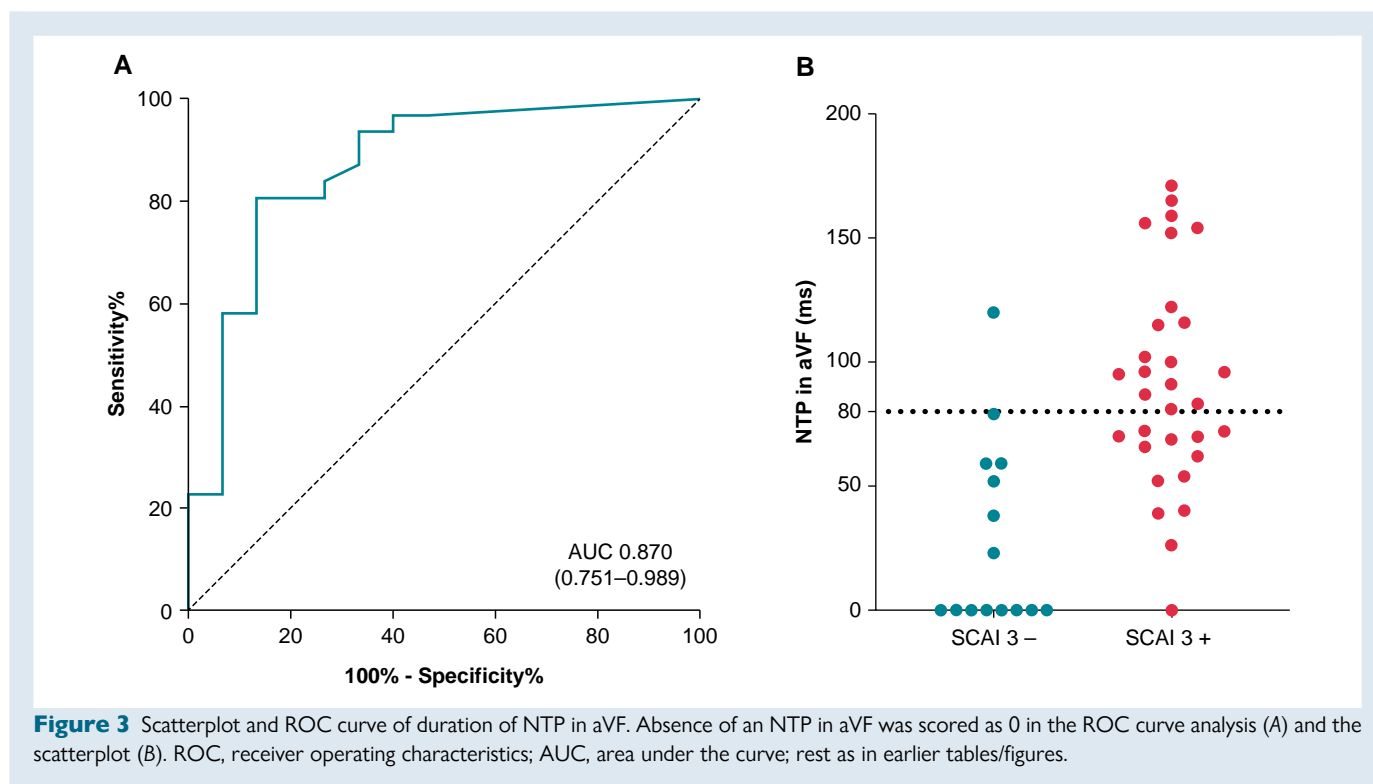 A
100
80
60
40
20
0
Sensitivity%
0
20
40
60
80
100
100% - Specificity%
AUC 0.870
(0.751–0.989)
B
200
150
100
80
50
0
NTP in aVF (ms)
SCAI 3 –
SCAI 3 +
Figure 3 Scatterplot and ROC curve of duration of NTP in aVF. Absence of an NTP in aVF was scored as 0 in the ROC curve analysis (A) and the
scatterplot (B). ROC, receiver operating characteristics; AUC, area under the curve; rest as in earlier tables/figures.